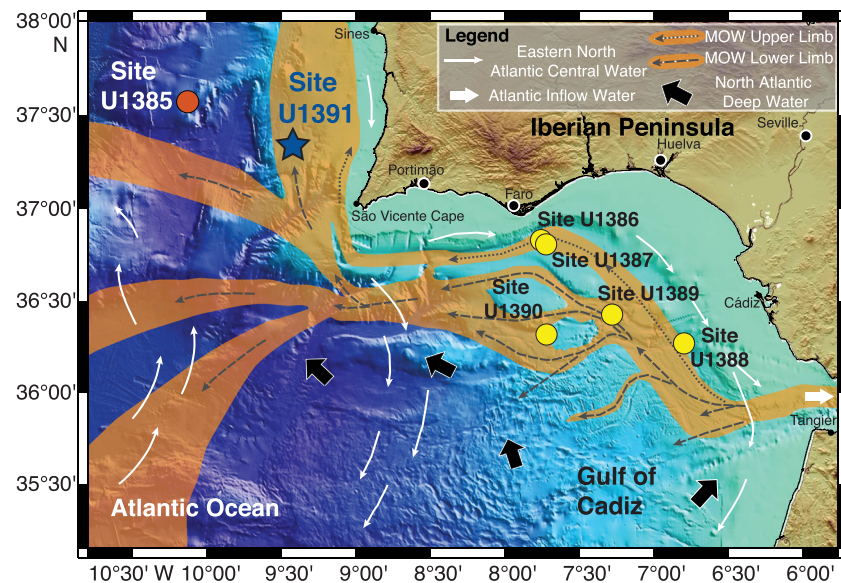 38°00'
N
37°30'
37°00'
36°30'
36°00'
35°30'
Sines
Legend
Eastern North
Atlantic Central Water
Atlantic Inflow Water
MOW Upper Limb
MOW Lower Limb
North Atlantic
Deep Water
Site
U1385
Site
U1391
Iberian Peninsula
Seville
Huelva
Portimão
Faro
São Vicente Cape
Site U1386
Site U1387
Site
U1390
Site U1389
Cádiz
Site
U1388
Tangier
Gulf of
Cadiz
Atlantic Ocean
10°30' W 10°00' 9°30' 9°00' 8°30' 8°00' 7°30' 7°00' 6°30' 6°00'